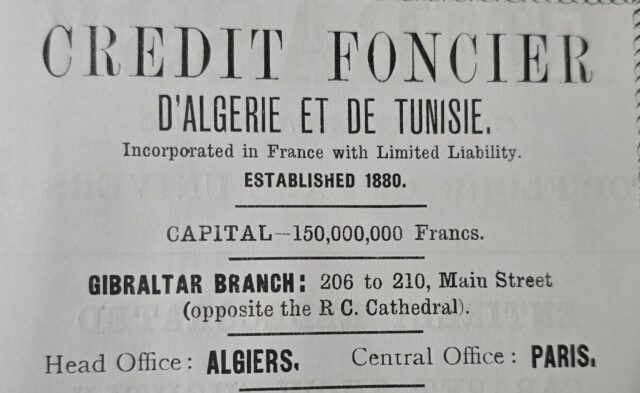 CREDIT FONCIER
D'ALGERIE ET DE TUNISIE.
Incorporated in France with Limited Liability.
ESTABLISHED 1880.
CAPITAL—150,000,000 Francs.
GIBRALTAR BRANCH: 206 to 210, Main Street
(opposite the R C. Cathedral).
Head Office: ALGIERS. Central Office: PARIS.